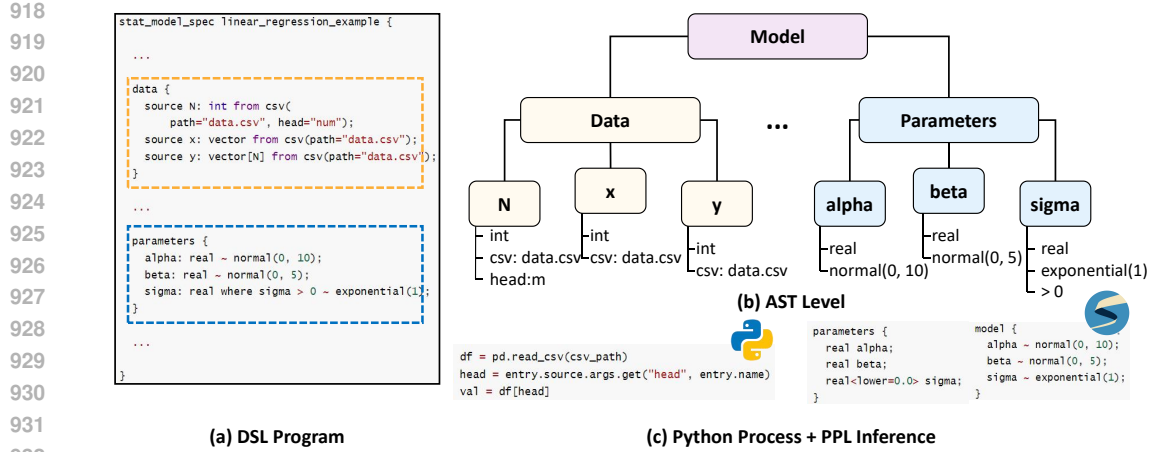 918
919
920
921
922
923
924
925
926
927
928
929
930
931
stat_model_spec linear_regression_example {
...
data {
source N: int from csv(
path="data.csv", head="num");
source x: vector from csv(path="data.csv");
source y: vector[N] from csv(path="data.csv");
}
...
parameters {
alpha: real ~ normal(0, 10);
beta: real ~ normal(0, 5);
sigma: real where sigma > 0 ~ exponential(1);
}
...
}
(a) DSL Program
Model
Data
...
Parameters
N
int
csv: data.csv
head:m
x
int
csv: data.csv
y
int
csv: data.csv
alpha
real
normal(0, 10)
beta
real
normal(0, 5)
sigma
real
exponential(1)
> 0
(b) AST Level
df = pd.read_csv(csv_path)
head = entry.source.args.get("head", entry.name)
val = df[head]
parameters {
real alpha;
real beta;
real<lower=0.0> sigma;
}
model {
alpha ~ normal(0, 10);
beta ~ normal(0, 5);
sigma ~ exponential(1);
}
(c) Python Process + PPL Inference